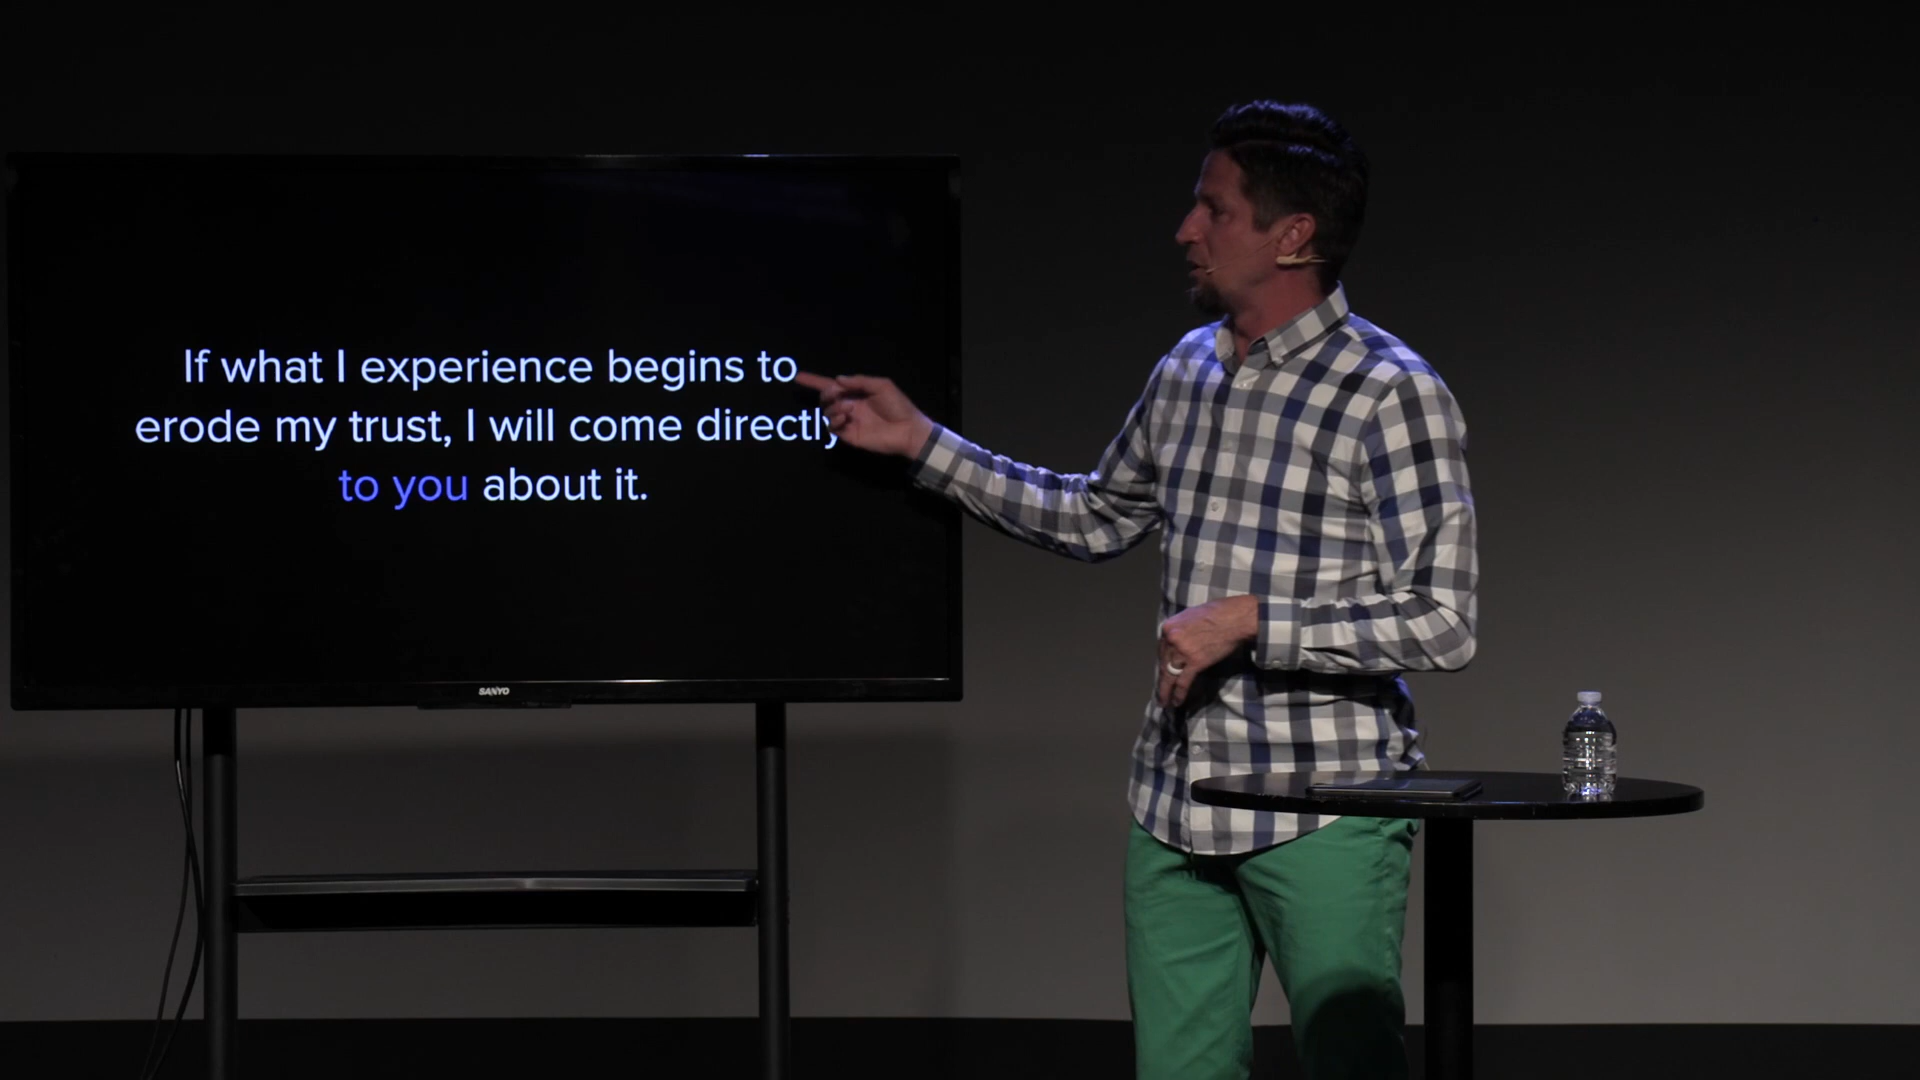 If what I experience begins to
erode my trust, I will come directly
to you about it.
SANYO